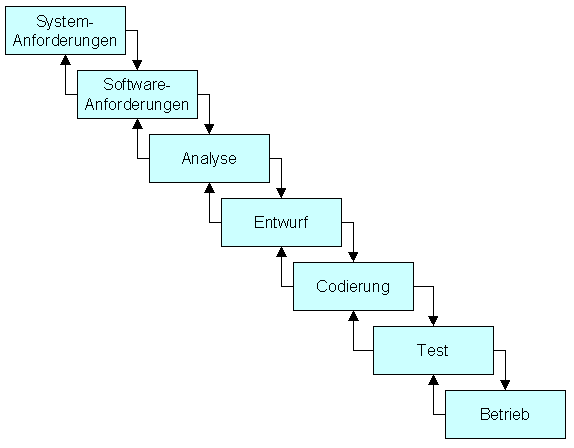 System-
Anforderungen
Software-
Anforderungen
Analyse
Entwurf
Codierung
Test
Betrieb